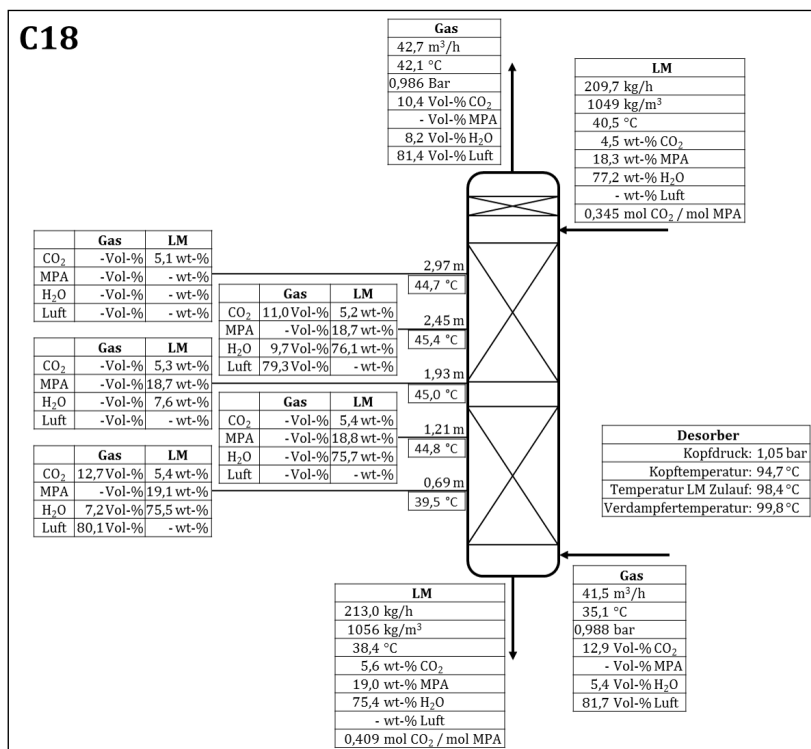 C18
Gas
42,7 m³/h
42,1 °C
0,986 Bar
10,4 Vol-% CO₂
- Vol-% MPA
8,2 Vol-% H₂O
81,4 Vol-% Luft
LM
209,7 kg/h
1049 kg/m³
40,5 °C
4,5 wt-% CO₂
18,3 wt-% MPA
77,2 wt-% H₂O
- wt-% Luft
0,345 mol CO₂ / mol MPA
Gas LM
CO₂ -Vol-% 5,1 wt-%
MPA -Vol-% - wt-%
H₂O -Vol-% - wt-%
Luft -Vol-% - wt-%
2,97 m
44,7 °C
Gas LM
CO₂ 11,0 Vol-% 5,2 wt-%
MPA -Vol-% 18,7 wt-%
H₂O 9,7 Vol-% 76,1 wt-%
Luft 79,3 Vol-% - wt-%
2,45 m
45,4 °C
Gas LM
CO₂ -Vol-% 5,3 wt-%
MPA -Vol-% 18,7 wt-%
H₂O -Vol-% 7,6 wt-%
Luft -Vol-% - wt-%
1,93 m
45,0 °C
Gas LM
CO₂ -Vol-% 5,4 wt-%
MPA -Vol-% 18,8 wt-%
H₂O -Vol-% 75,7 wt-%
Luft -Vol-% - wt-%
1,21 m
44,8 °C
Gas LM
CO₂ 12,7 Vol-% 5,4 wt-%
MPA -Vol-% 19,1 wt-%
H₂O 7,2 Vol-% 75,5 wt-%
Luft 80,1 Vol-% - wt-%
0,69 m
39,5 °C
Desorber
Kopfdruck: 1,05 bar
Kopftemperatur: 94,7 °C
Temperatur LM Zulauf: 98,4 °C
Verdampfertemperatur: 99,8 °C
LM
213,0 kg/h
1056 kg/m³
38,4 °C
5,6 wt-% CO₂
19,0 wt-% MPA
75,4 wt-% H₂O
- wt-% Luft
0,409 mol CO₂ / mol MPA
Gas
41,5 m³/h
35,1 °C
0,988 bar
12,9 Vol-% CO₂
- Vol-% MPA
5,4 Vol-% H₂O
81,7 Vol-% Luft